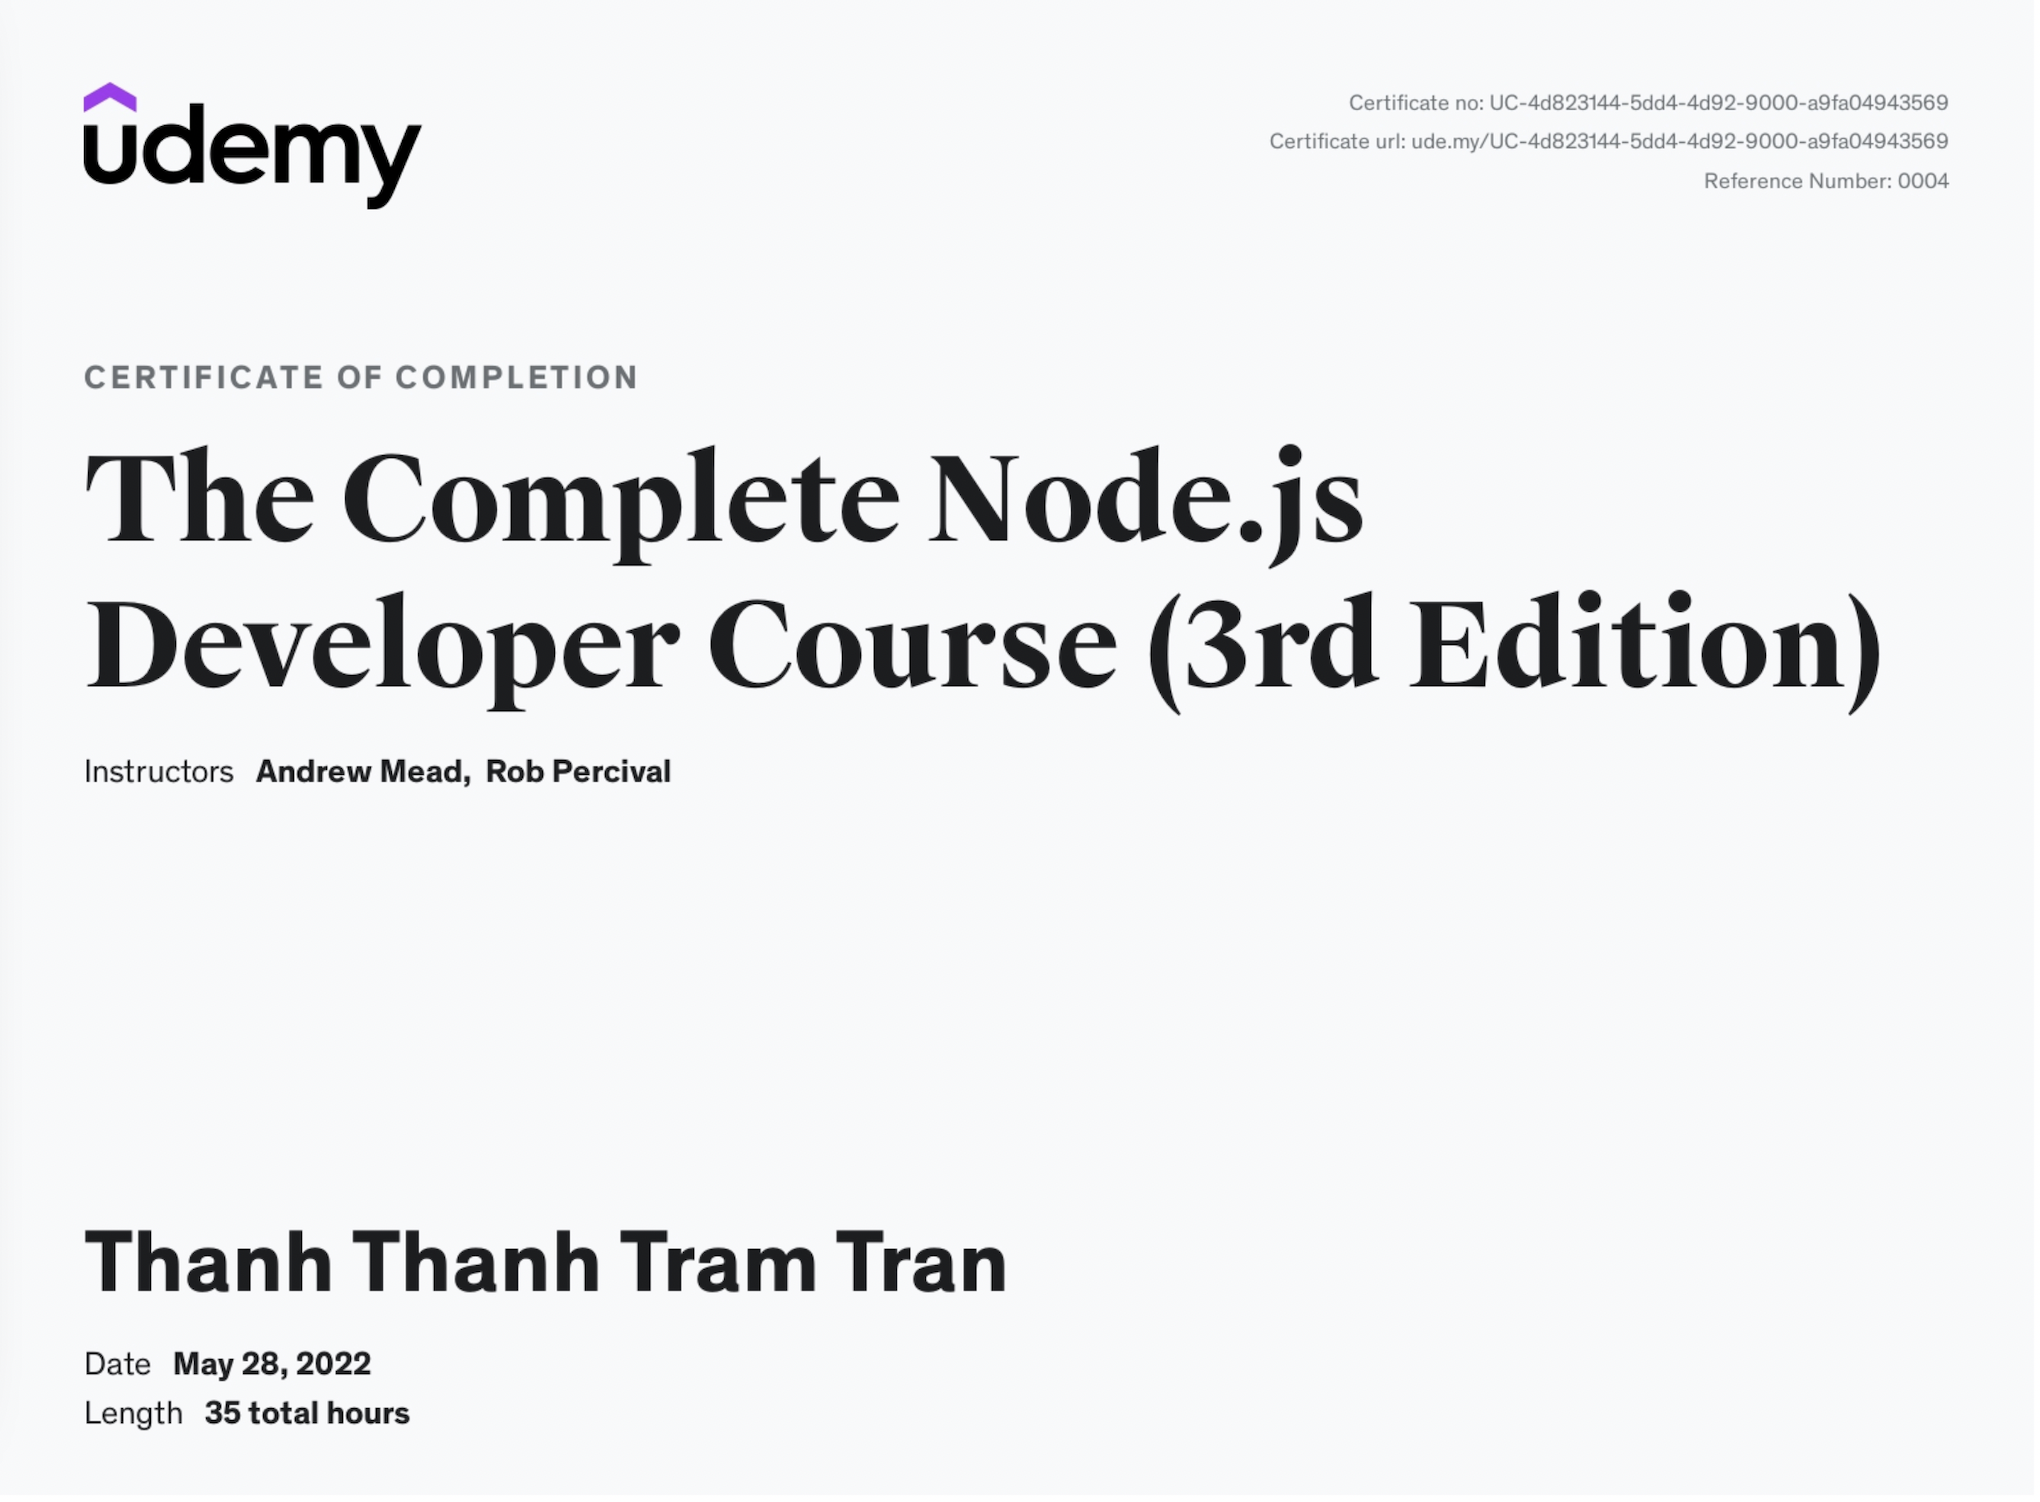 udemy
Certificate no: UC-4d823144-5dd4-4d92-9000-a9fa04943569
Certificate url: ude.my/UC-4d823144-5dd4-4d92-9000-a9fa04943569
Reference Number: 0004
CERTIFICATE OF COMPLETION
The Complete Node.js
Developer Course (3rd Edition)
Instructors Andrew Mead, Rob Percival
Thanh Thanh Tram Tran
Date May 28, 2022
Length 35 total hours